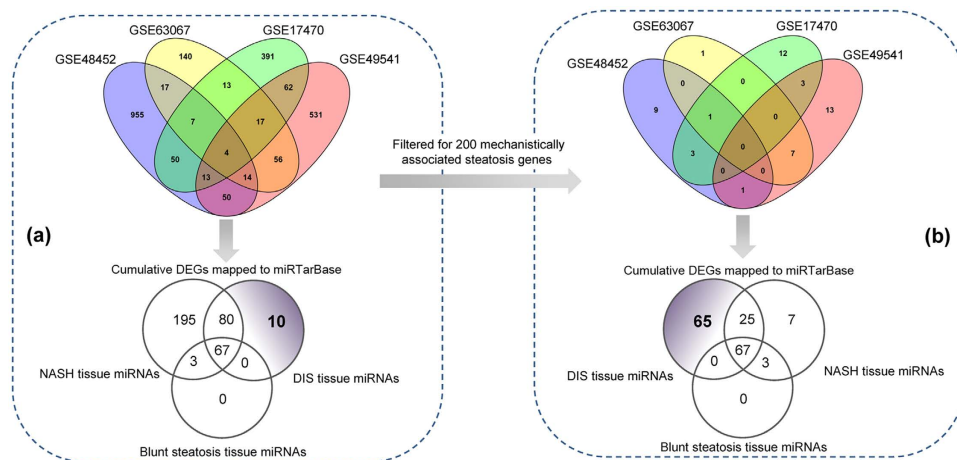 GSE63067
GSE17470
GSE48452
GSE49541
140
391
17
13
62
955
7
17
531
4
50
56
13
14
50
(a)
Cumulative DEGs mapped to miRTarBase
195
80
10
67
3
0
NASH tissue miRNAs
DIS tissue miRNAs
0
Blunt steatosis tissue miRNAs
Filtered for 200 mechanistically
associated steatosis genes
GSE63067
GSE17470
GSE48452
GSE49541
1
12
0
0
3
9
1
0
13
0
3
7
0
0
1
(b)
Cumulative DEGs mapped to miRTarBase
65
25
7
67
0
3
DIS tissue miRNAs
NASH tissue miRNAs
0
Blunt steatosis tissue miRNAs